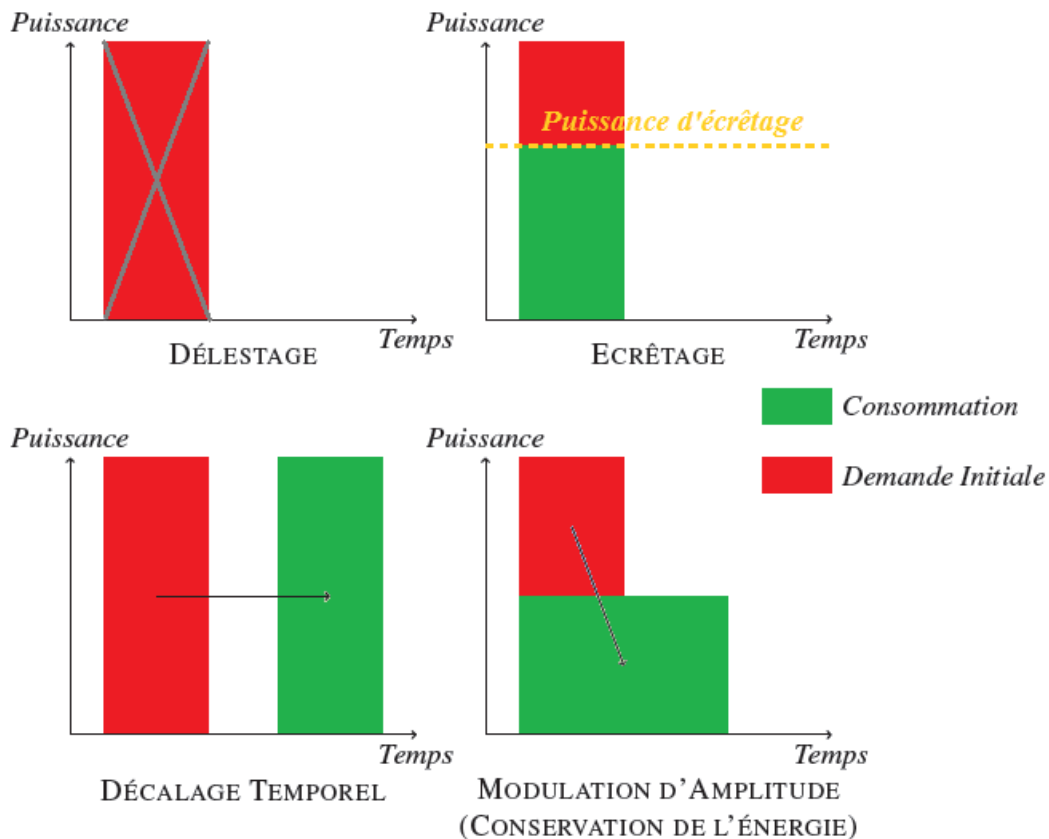 Puissance
Puissance d'écrêtage
Temps
DÉLESTAGE
Puissance
Temps
ECRÊTAGE
Consommation
Demande Initiale
Puissance
Temps
DÉCALAGE TEMPOREL
Puissance
Temps
MODULATION D'AMPLITUDE
(CONSERVATION DE L'ÉNERGIE)